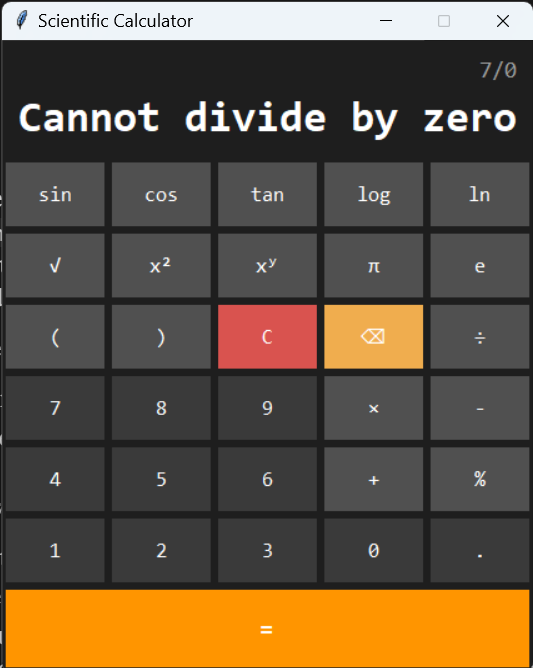 Scientific Calculator
7/0
Cannot divide by zero
sin cos tan log ln
√ x² xʸ π e
( ) C ⌫ ÷
7 8 9 × -
4 5 6 + %
1 2 3 0 .
=